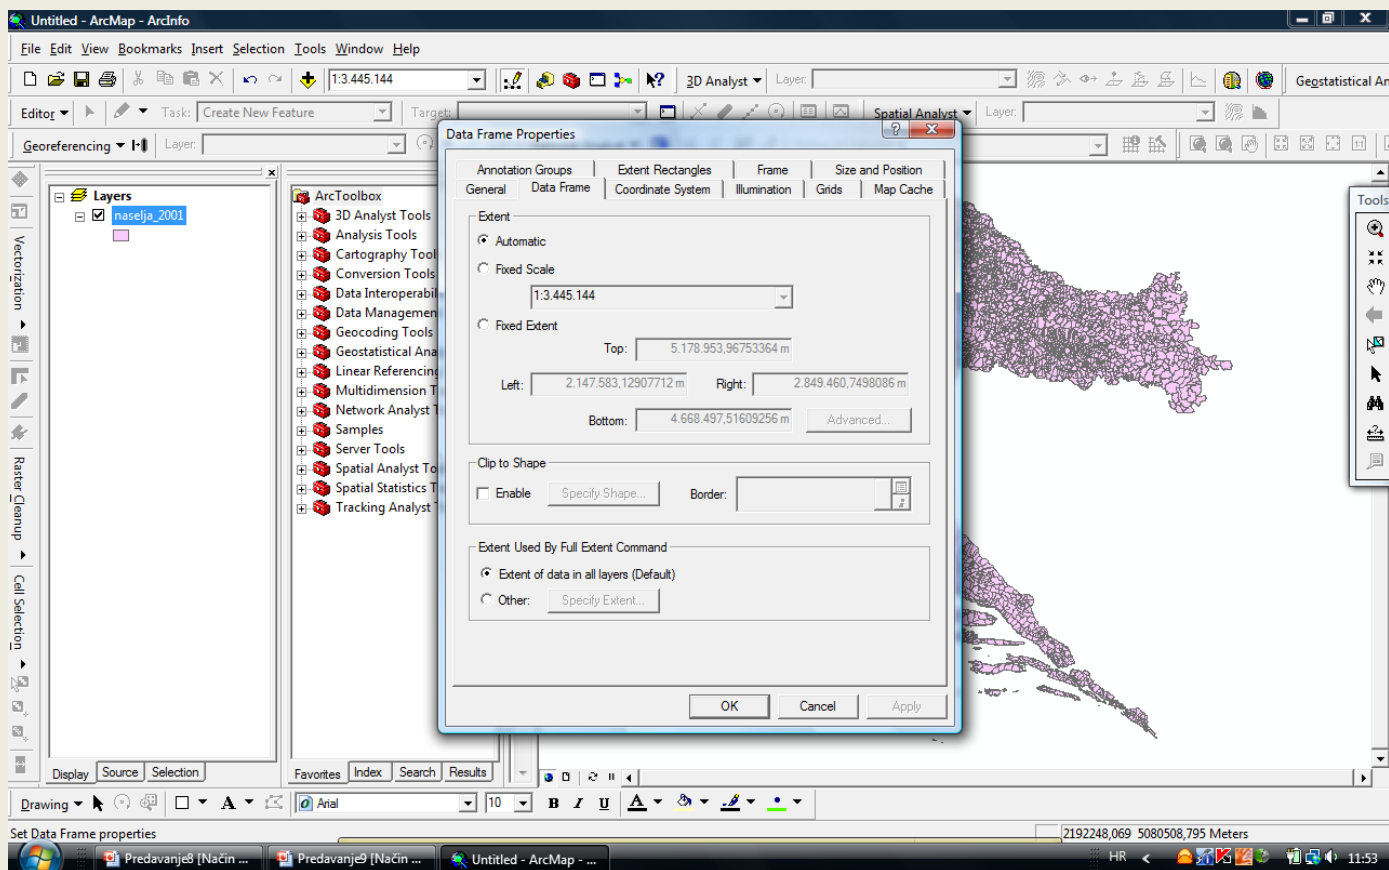 Untitled - ArcMap - ArcInfo
File Edit View Bookmarks Insert Selection Tools Window Help
1:3.445.144
3D Analyst
Layer:
Geostatistical An
Editor
Task: Create New Feature
Target:
Spatial Analyst
Layer:
Georeferencing
Layer:
Layers
naselja_2001
Vectorization
Raster Cleanup
Cell Selection
Display Source Selection
ArcToolbox
3D Analyst Tools
Analysis Tools
Cartography Tool
Conversion Tools
Data Interoperabil
Data Managemen
Geocoding Tools
Geostatistical Ana
Linear Referencing
Multidimension T
Network Analyst T
Samples
Server Tools
Spatial Analyst To
Spatial Statistics T
Tracking Analyst
Favorites Index Search Results
Data Frame Properties
Annotation Groups Extent Rectangles Frame Size and Position
General Data Frame Coordinate System Illumination Grids Map Cache
Extent
Automatic
Fixed Scale
1:3.445.144
Fixed Extent
Top: 5.178.953,96753364 m
Left: 2.147.583,12907712 m Right: 2.849.460,7498086 m
Bottom: 4.668.497,51609256 m Advanced...
Clip to Shape
Enable Specify Shape... Border:
Extent Used By Full Extent Command
Extent of data in all layers (Default)
Other: Specify Extent...
OK Cancel Apply
Tools
Drawing
A
Arial
10
B I U A
Set Data Frame properties
2192248,069 5080508,795 Meters
Predavanje8 [Način ...
Predavanje9 [Način ...
Untitled - ArcMap - ...
HR
11:53